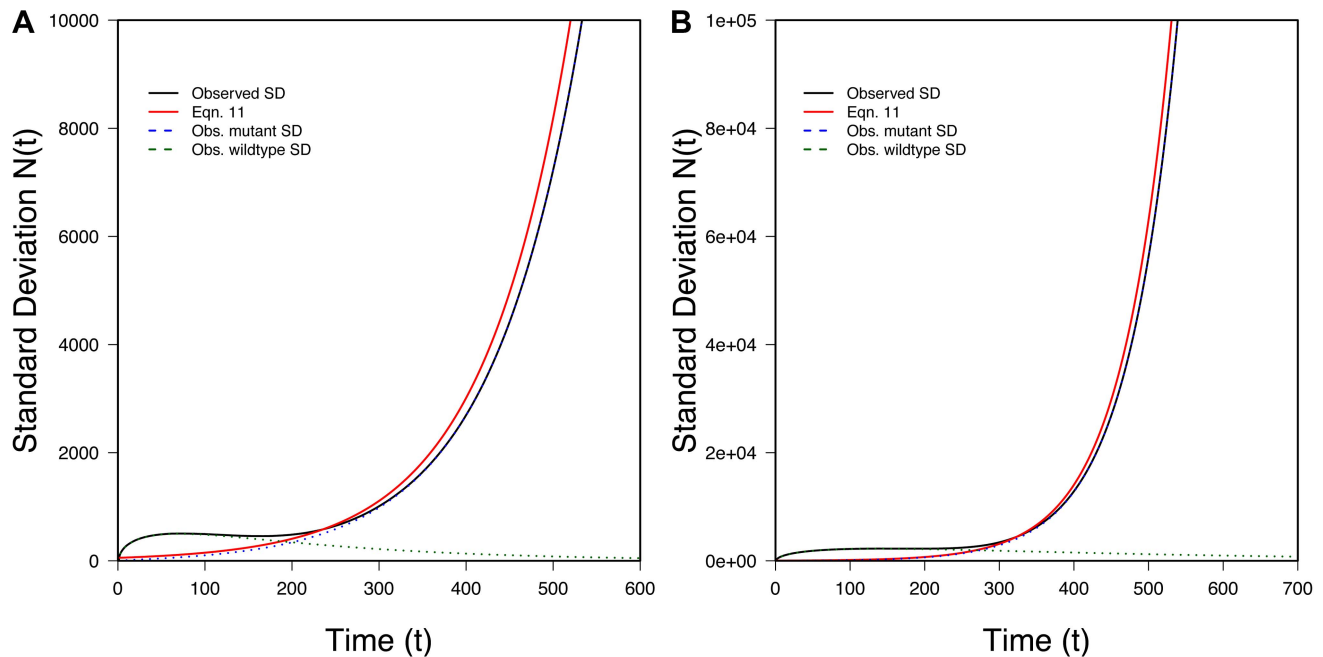 A
Standard Deviation N(t)
10000
8000
6000
4000
2000
0
Observed SD
Eqn. 11
Obs. mutant SD
Obs. wildtype SD
0 100 200 300 400 500 600
Time (t)
B
Standard Deviation N(t)
1e+05
8e+04
6e+04
4e+04
2e+04
0e+00
Observed SD
Eqn. 11
Obs. mutant SD
Obs. wildtype SD
0 100 200 300 400 500 600 700
Time (t)